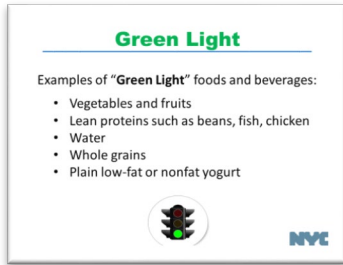 Green Light
Examples of “Green Light” foods and beverages:
• Vegetables and fruits
• Lean proteins such as beans, fish, chicken
• Water
• Whole grains
• Plain low-fat or nonfat yogurt
NYC